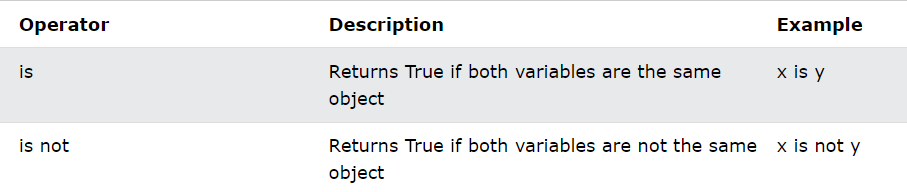 Operator Description Example
is Returns True if both variables are the same x is y
object
is not Returns True if both variables are not the same x is not y
object